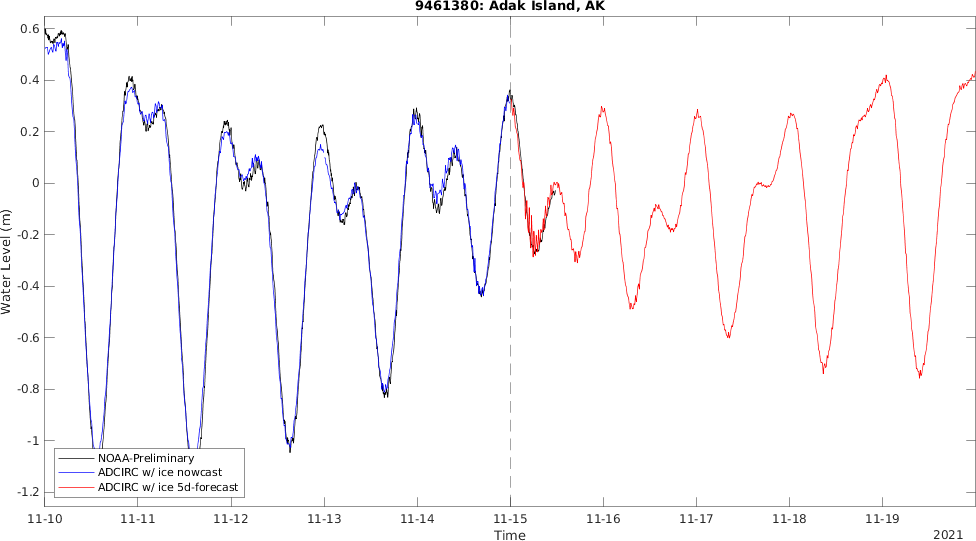 9461380: Adak Island, AK
0.6
0.4
0.2
0
-0.2
-0.4
-0.6
-0.8
-1
-1.2
Water Level (m)
NOAA-Preliminary
ADCIRC w/ ice nowcast
ADCIRC w/ ice 5d-forecast
11-10 11-11 11-12 11-13 11-14 11-15 11-16 11-17 11-18 11-19
Time
2021